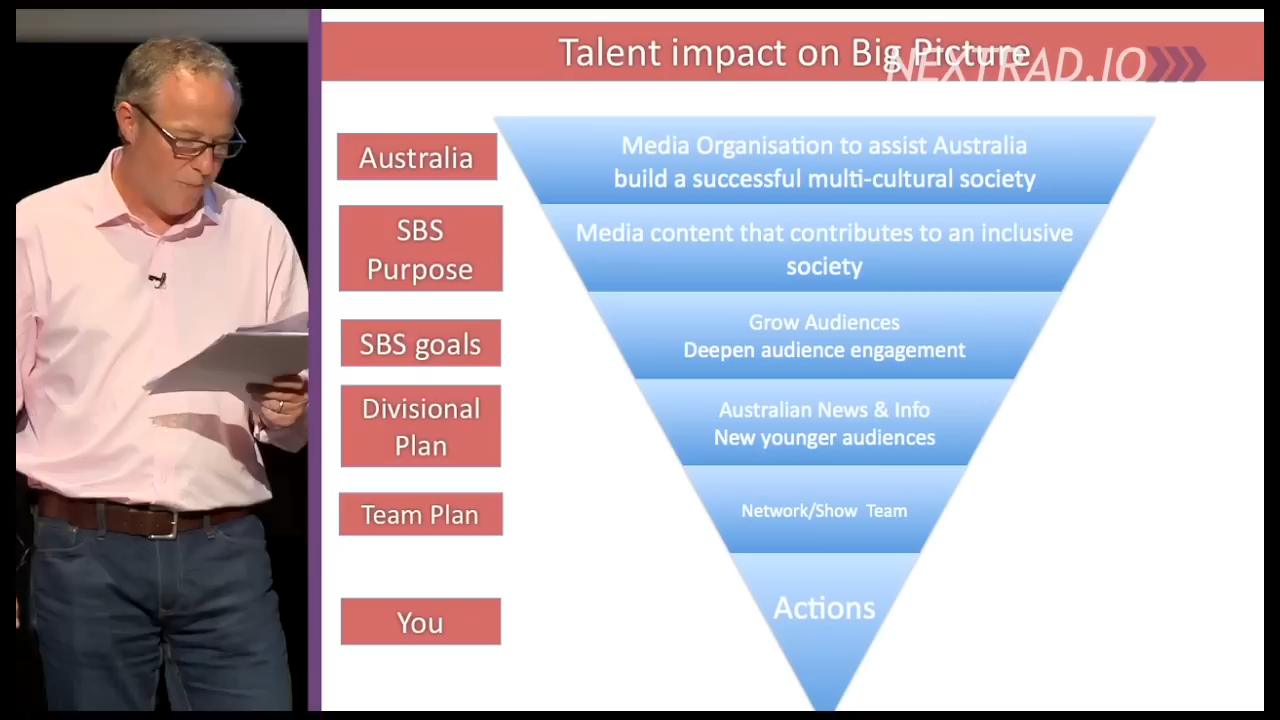 Talent impact on Big Picture
NEXTRAD.IO
Australia
Media Organisation to assist Australia
build a successful multi-cultural society
SBS
Purpose
Media content that contributes to an inclusive
society
SBS goals
Grow Audiences
Deepen audience engagement
Divisional
Plan
Australian News & Info
New younger audiences
Team Plan
Network/Show Team
You
Actions